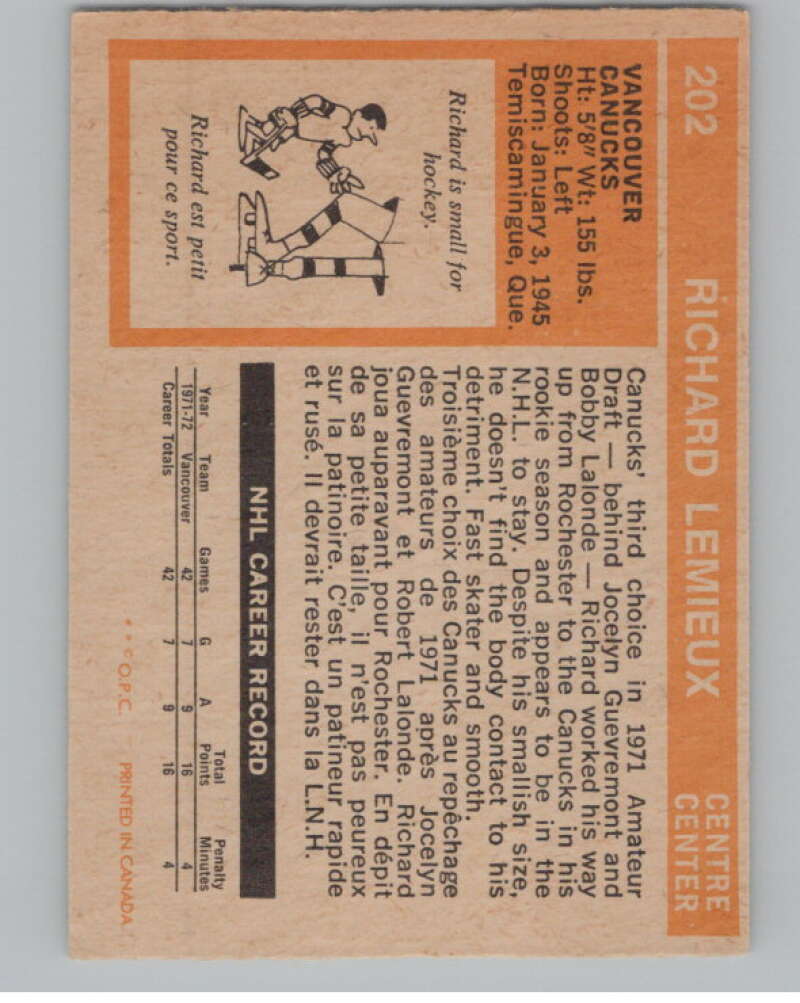 202 RICHARD LEMIEUX CENTRE
CENTER
VANCOUVER
CANUCKS
Ht: 5'8" Wt: 155 lbs.
Shoots: Left
Born: January 3, 1945
Temiscamingue, Que.
Richard is small for
hockey.
Richard est petit
pour ce sport.
Canucks' third choice in 1971 Amateur
Draft — behind Jocelyn Guevremont and
Bobby Lalonde — Richard worked his way
up from Rochester to the Canucks in his
rookie season and appears to be in the
N.H.L. to stay. Despite his smallish size,
he doesn't find the body contact to his
detriment. Fast skater and smooth.
Troisième choix des Canucks au repêchage
des amateurs de 1971 après Jocelyn
Guevremont et Robert Lalonde. Richard
joua auparavant pour Rochester. En dépit
de sa petite taille, il n'est pas peureux
sur la patinoire. C'est un patineur rapide
et rusé. Il devrait rester dans la L.N.H.
NHL CAREER RECORD
Year Team Games G A Total Points Penalty Minutes
1971-72 Vancouver 42 7 9 16 4
Career Totals 42 7 9 16 4
* * © O.P.C. PRINTED IN CANADA